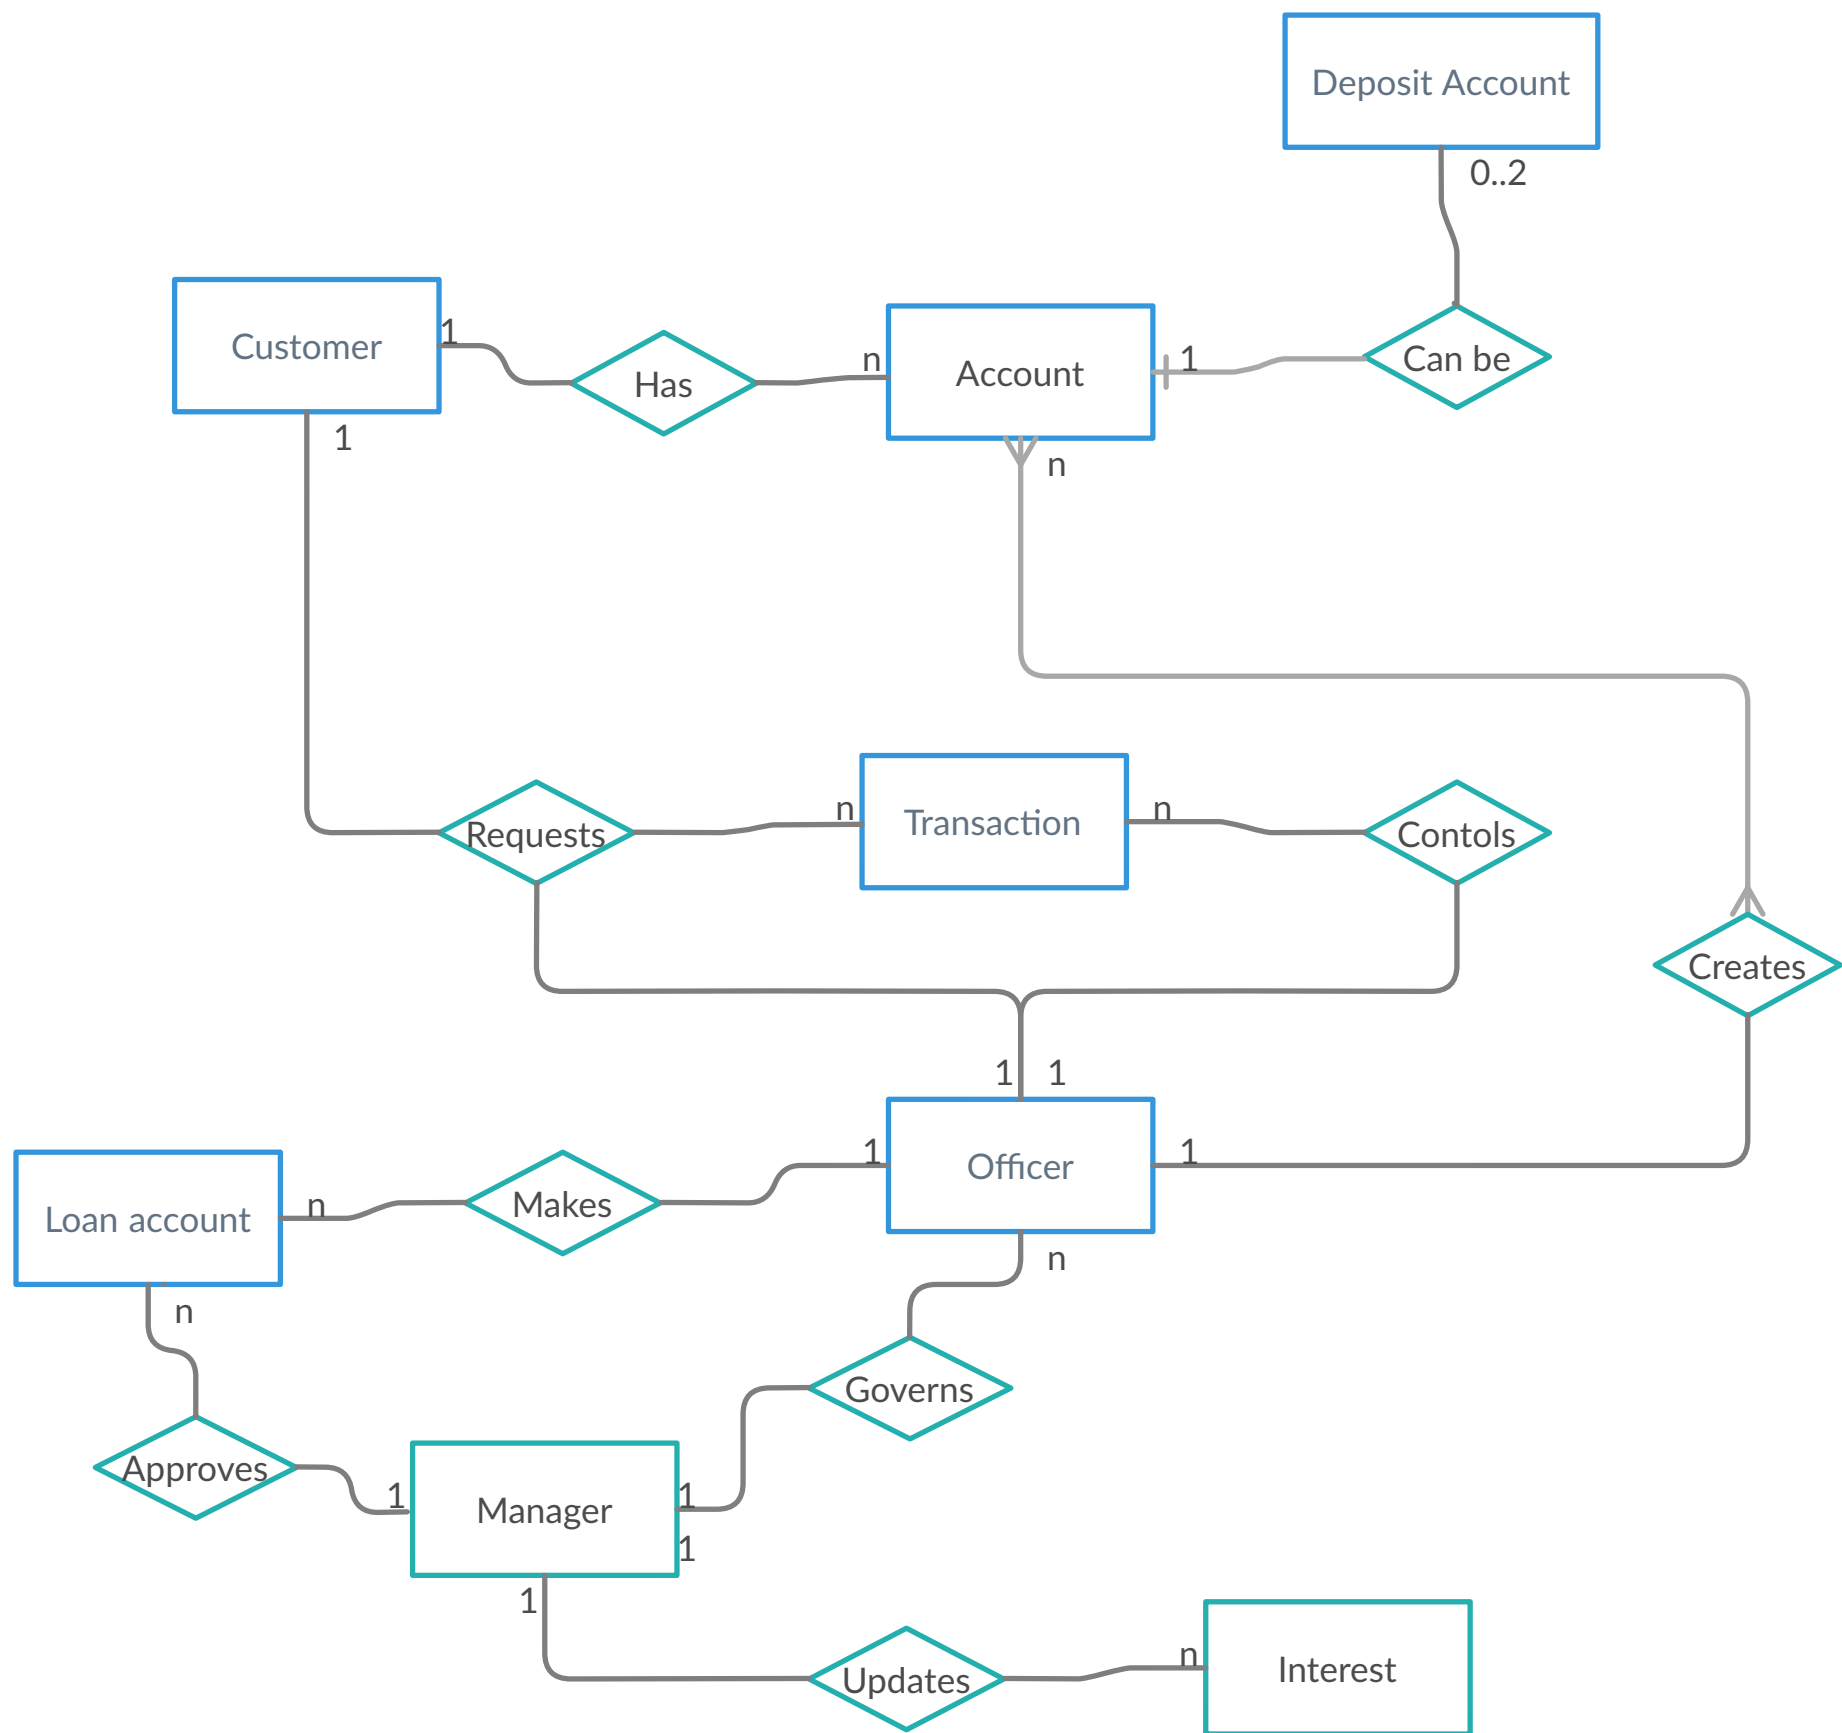 Deposit Account
0..2
Customer
1
Has
n
Account
1
Can be
1
n
Requests
n
Transaction
n
Contols
Creates
1
1
Loan account
n
Makes
1
Officer
1
n
n
Governs
Approves
1
Manager
1
1
1
Updates
n
Interest